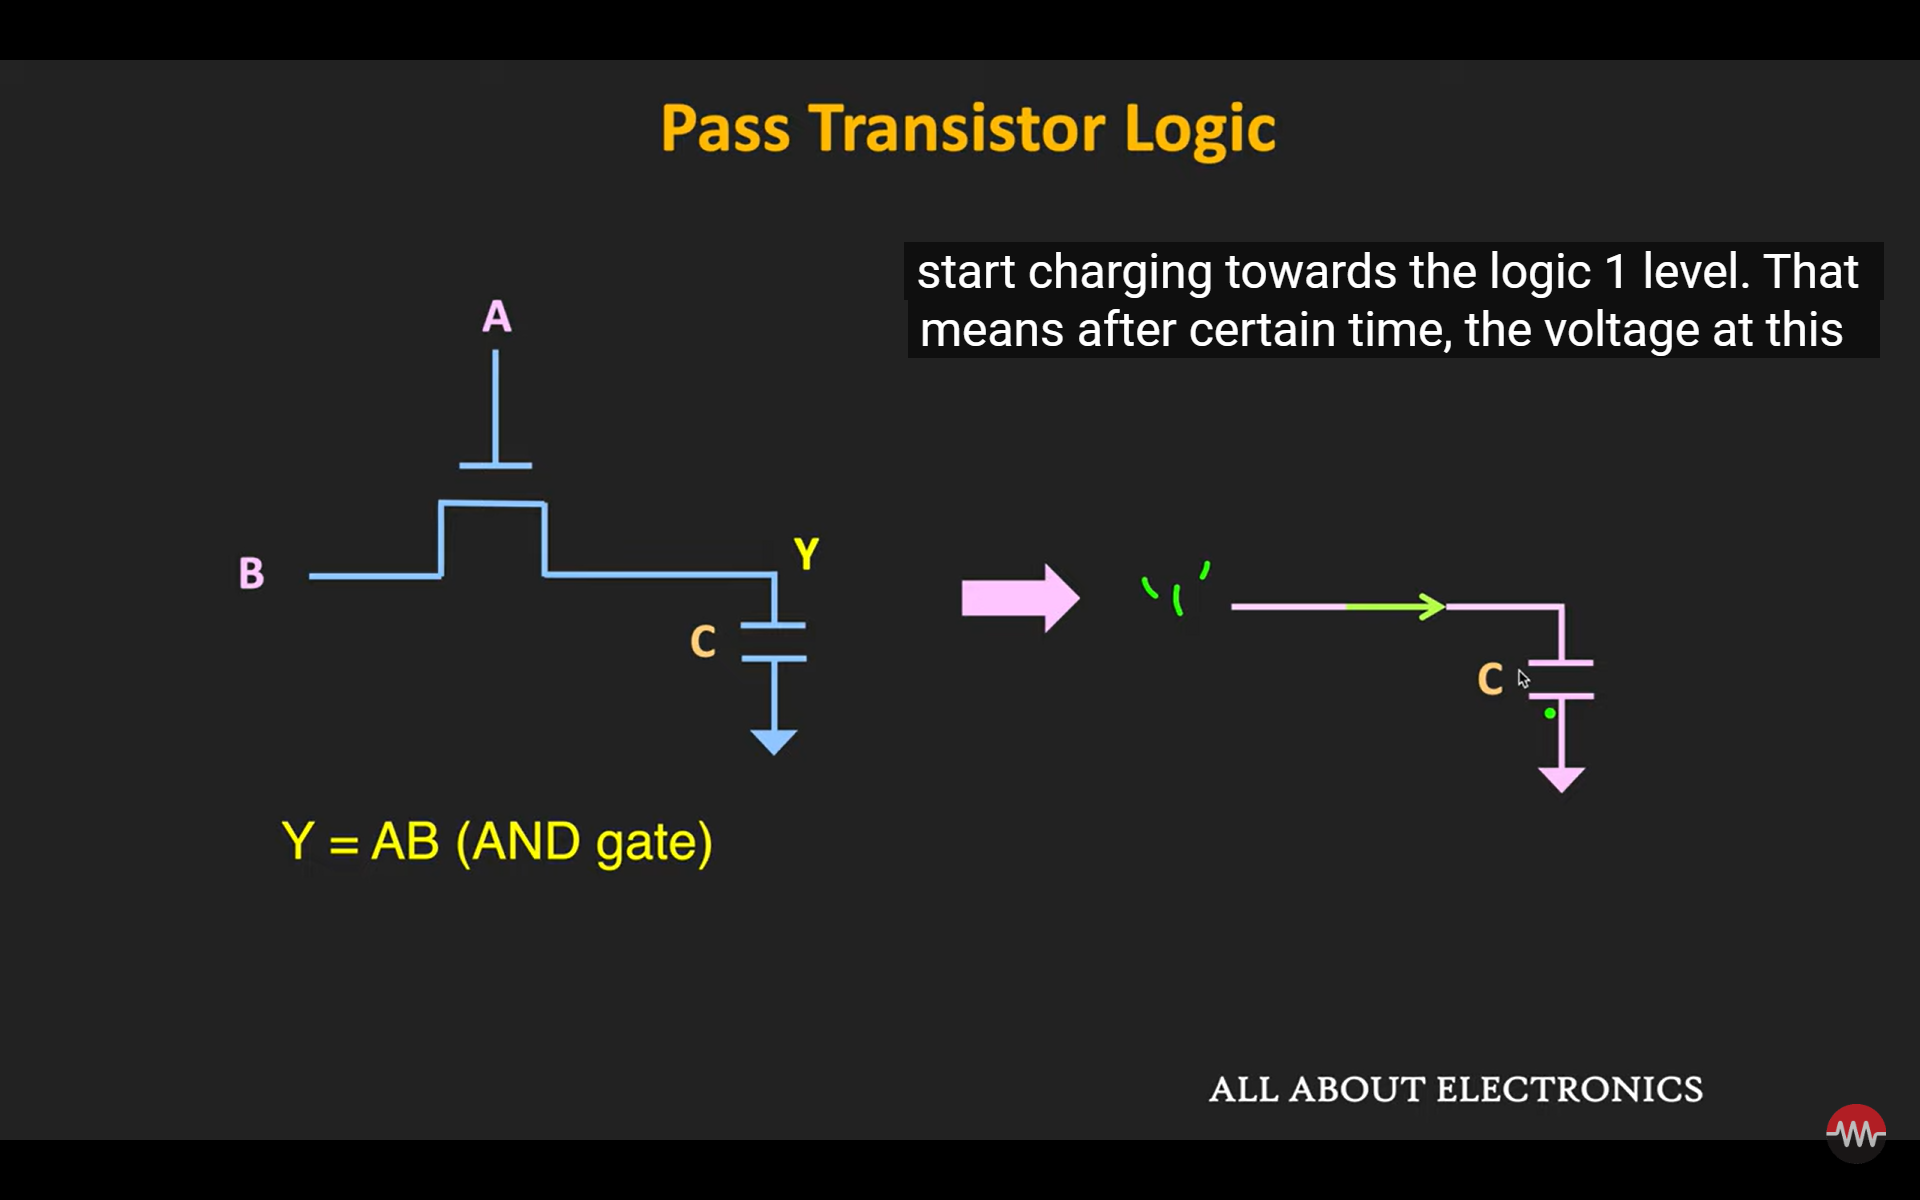 Pass Transistor Logic
start charging towards the logic 1 level. That
means after certain time, the voltage at this
A
B
Y
C
C
Y = AB (AND gate)
ALL ABOUT ELECTRONICS